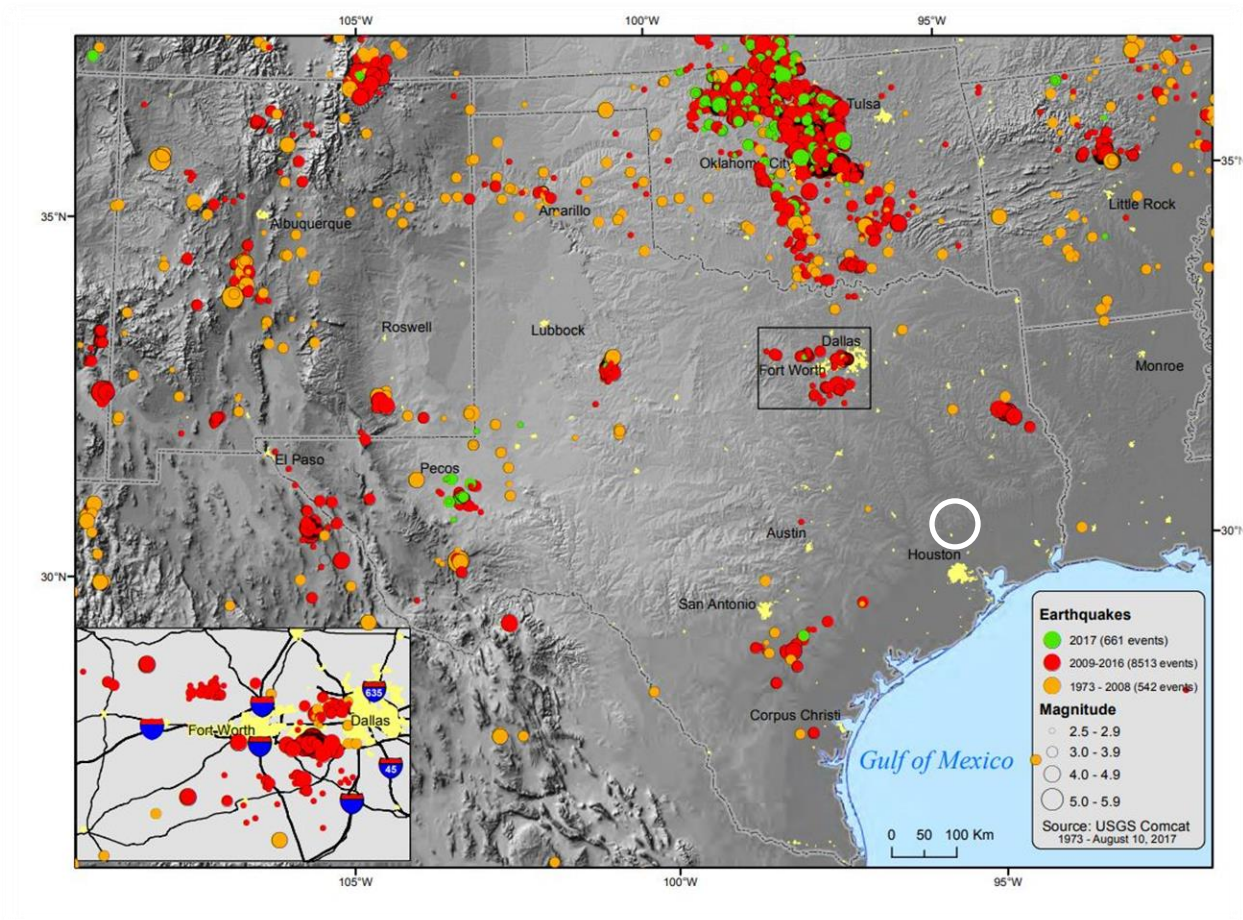 105°W
100°W
95°W
Tulsa
Oklahoma City
35°N
Albuquerque
Amarillo
Little Rock
35°N
Roswell
Lubbock
Dallas
Fort Worth
Monroe
El Paso
Pecos
Austin
Houston
30°N
30°N
San Antonio
Corpus Christi
Gulf of Mexico
0 50 100 Km
Earthquakes
2017 (661 events)
2009-2016 (8513 events)
1973 - 2008 (542 events)
Magnitude
2.5 - 2.9
3.0 - 3.9
4.0 - 4.9
5.0 - 5.9
Source: USGS Comcat
1973 - August 10, 2017
635
Fort Worth
Dallas
45
105°W
100°W
95°W